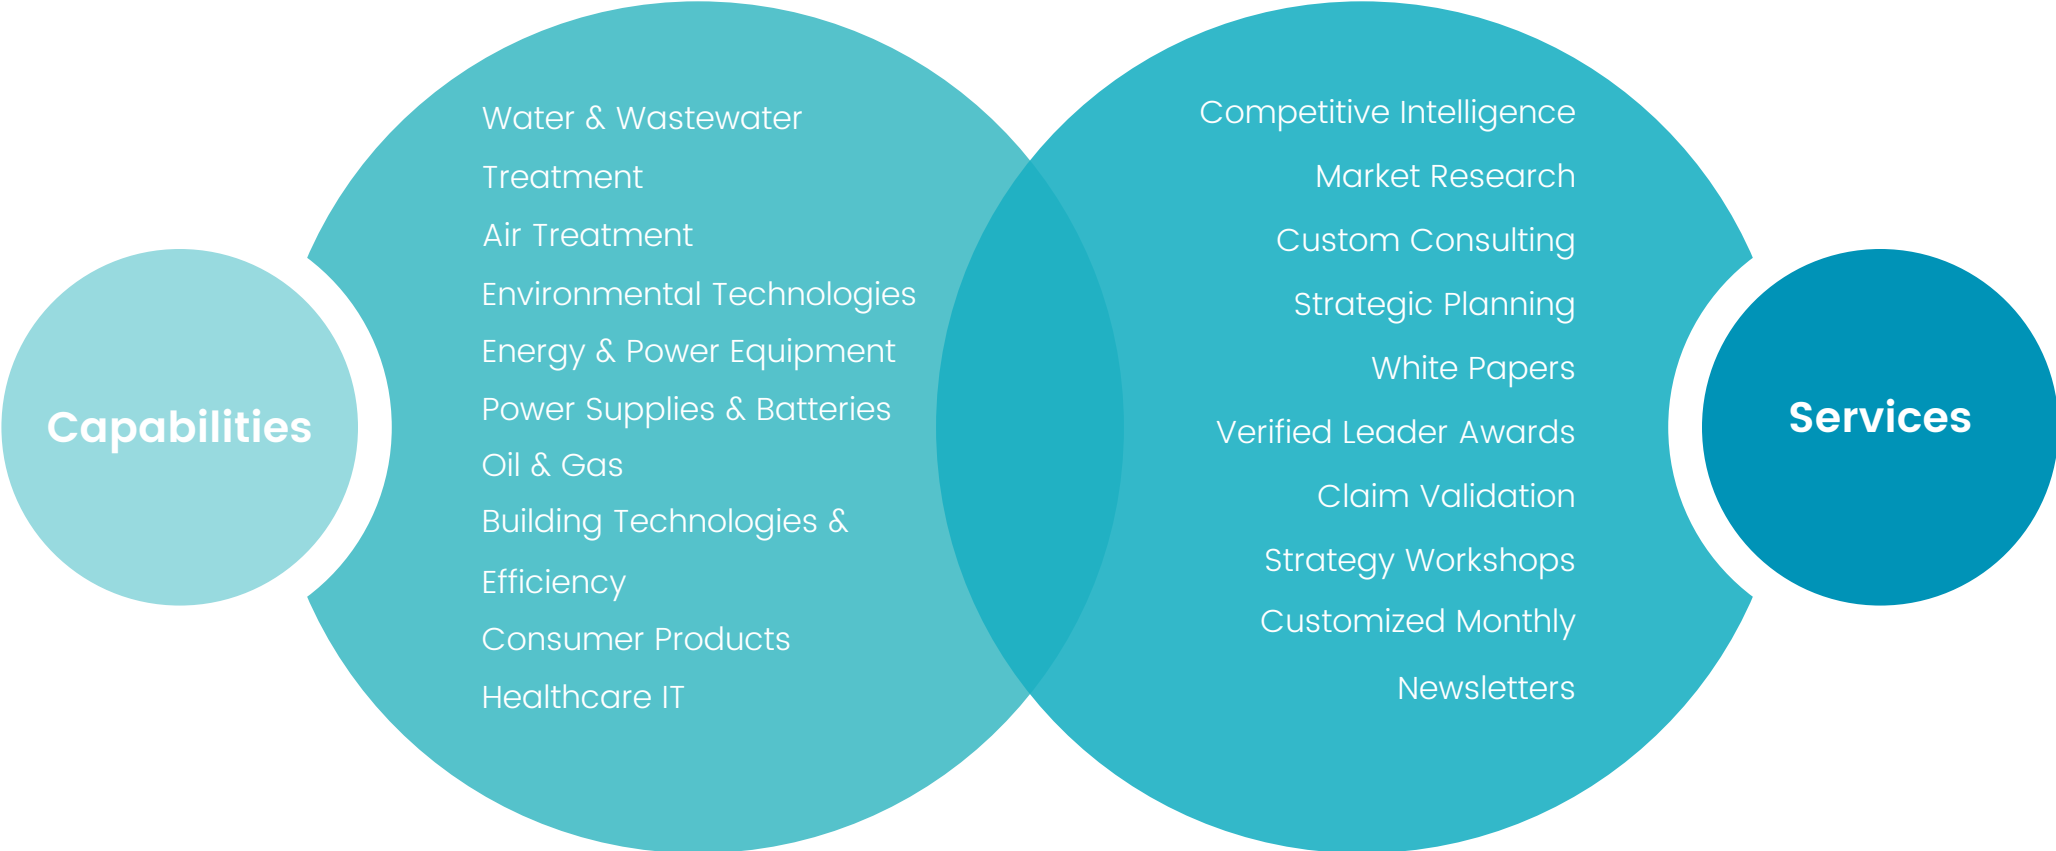 Capabilities
Water & Wastewater
Treatment
Air Treatment
Environmental Technologies
Energy & Power Equipment
Power Supplies & Batteries
Oil & Gas
Building Technologies &
Efficiency
Consumer Products
Healthcare IT
Competitive Intelligence
Market Research
Custom Consulting
Strategic Planning
White Papers
Verified Leader Awards
Claim Validation
Strategy Workshops
Customized Monthly
Newsletters
Services